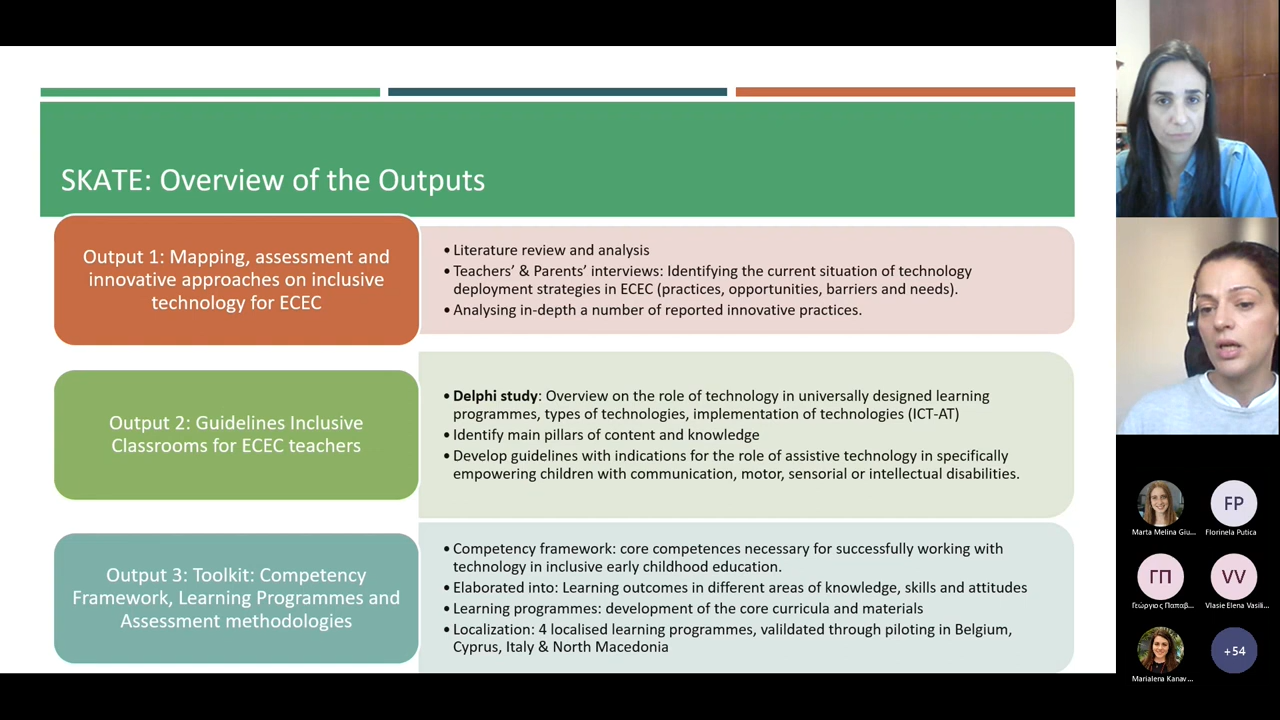 SKATE: Overview of the Outputs
Output 1: Mapping, assessment and
innovative approaches on inclusive
technology for ECEC
• Literature review and analysis
• Teachers’ & Parents’ interviews: Identifying the current situation of technology
deployment strategies in ECEC (practices, opportunities, barriers and needs).
• Analysing in-depth a number of reported innovative practices.
Output 2: Guidelines Inclusive
Classrooms for ECEC teachers
• Delphi study: Overview on the role of technology in universally designed learning
programmes, types of technologies, implementation of technologies (ICT-AT)
• Identify main pillars of content and knowledge
• Develop guidelines with indications for the role of assistive technology in specifically
empowering children with communication, motor, sensorial or intellectual disabilities.
Output 3: Toolkit: Competency
Framework, Learning Programmes and
Assessment methodologies
• Competency framework: core competences necessary for successfully working with
technology in inclusive early childhood education.
• Elaborated into: Learning outcomes in different areas of knowledge, skills and attitudes
• Learning programmes: development of the core curricula and materials
• Localization: 4 localised learning programmes, valildated through piloting in Belgium,
Cyprus, Italy & North Macedonia
FP
Marta Melina Giu...
Florinela Putica
ΓΠ
VV
Γεώργιος Παπαβ...
Vlasie Elena Vasili...
+54
Marialena Kanav...